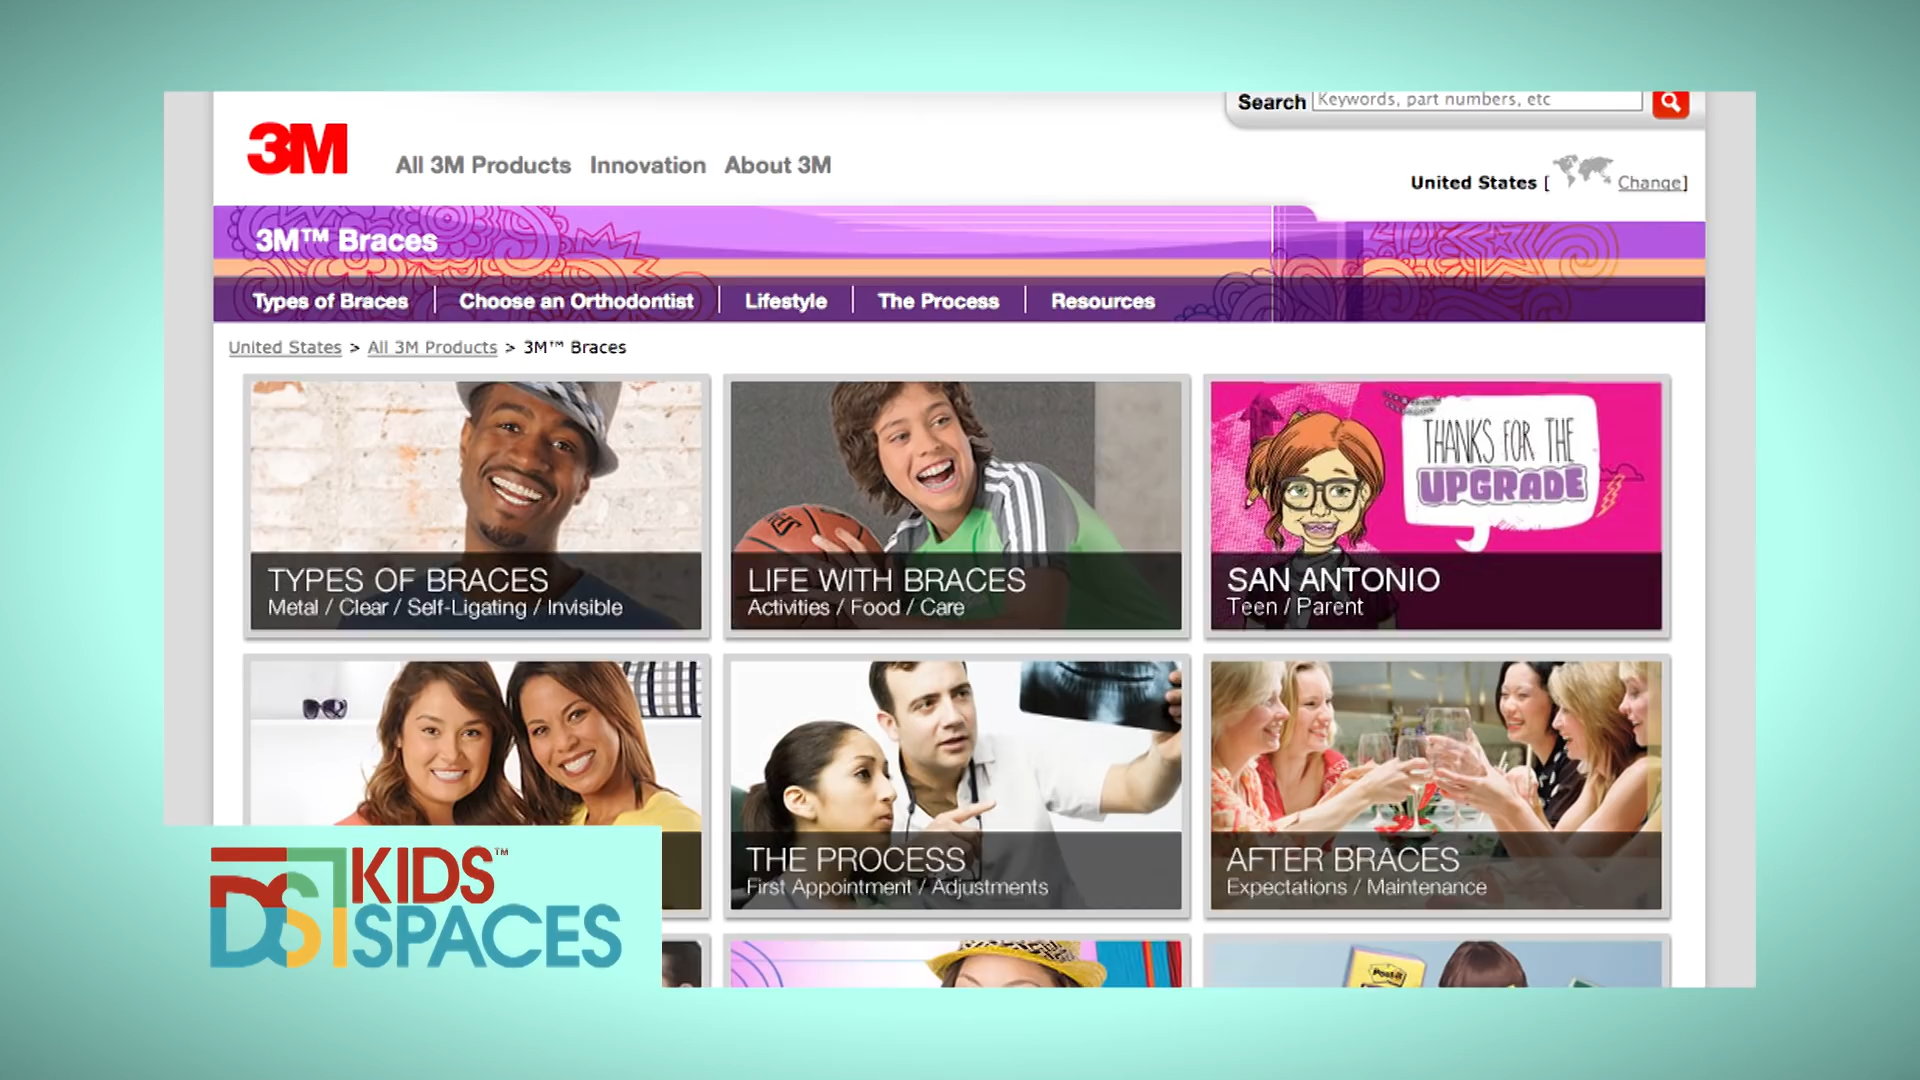 Search Keywords, part numbers, etc
3M
All 3M Products Innovation About 3M
United States [ Change]
3M™ Braces
Types of Braces Choose an Orthodontist Lifestyle The Process Resources
United States > All 3M Products > 3M™ Braces
THANKS FOR THE
UPGRADE
TYPES OF BRACES
Metal / Clear / Self-Ligating / Invisible
LIFE WITH BRACES
Activities / Food / Care
SAN ANTONIO
Teen / Parent
THE PROCESS
First Appointment / Adjustments
AFTER BRACES
Expectations / Maintenance
DSI KIDS™
SPACES
Post-it